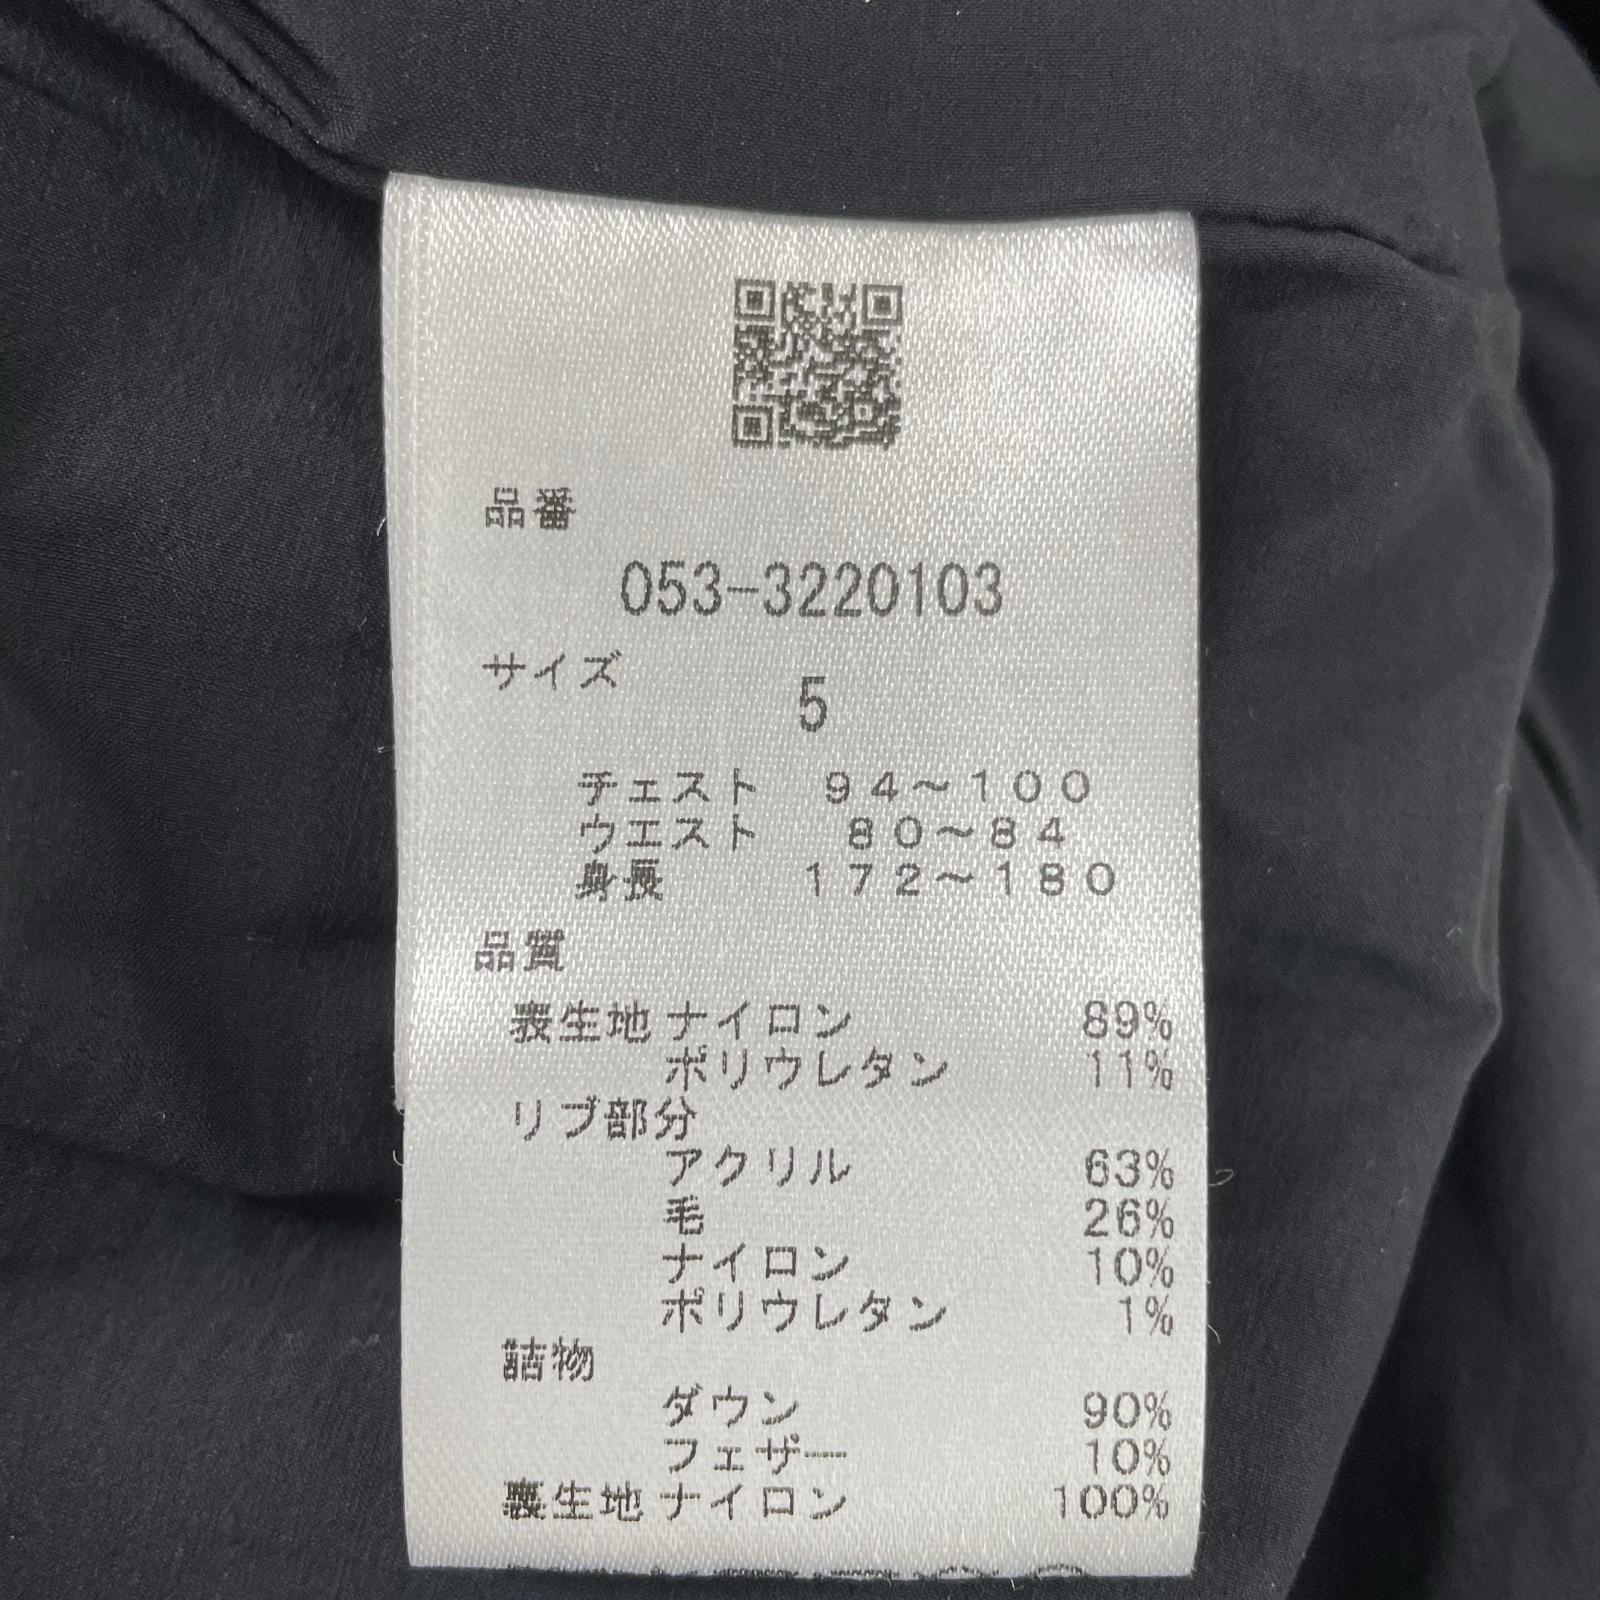 品番
053-3220103
サイズ
5
チェスト 94～100
ウエスト 80～84
身長 172～180
品質
表生地 ナイロン 89%
ポリウレタン 11%
リブ部分
アクリル 63%
毛 26%
ナイロン 10%
ポリウレタン 1%
詰物
ダウン 90%
フェザー 10%
裏生地 ナイロン 100%